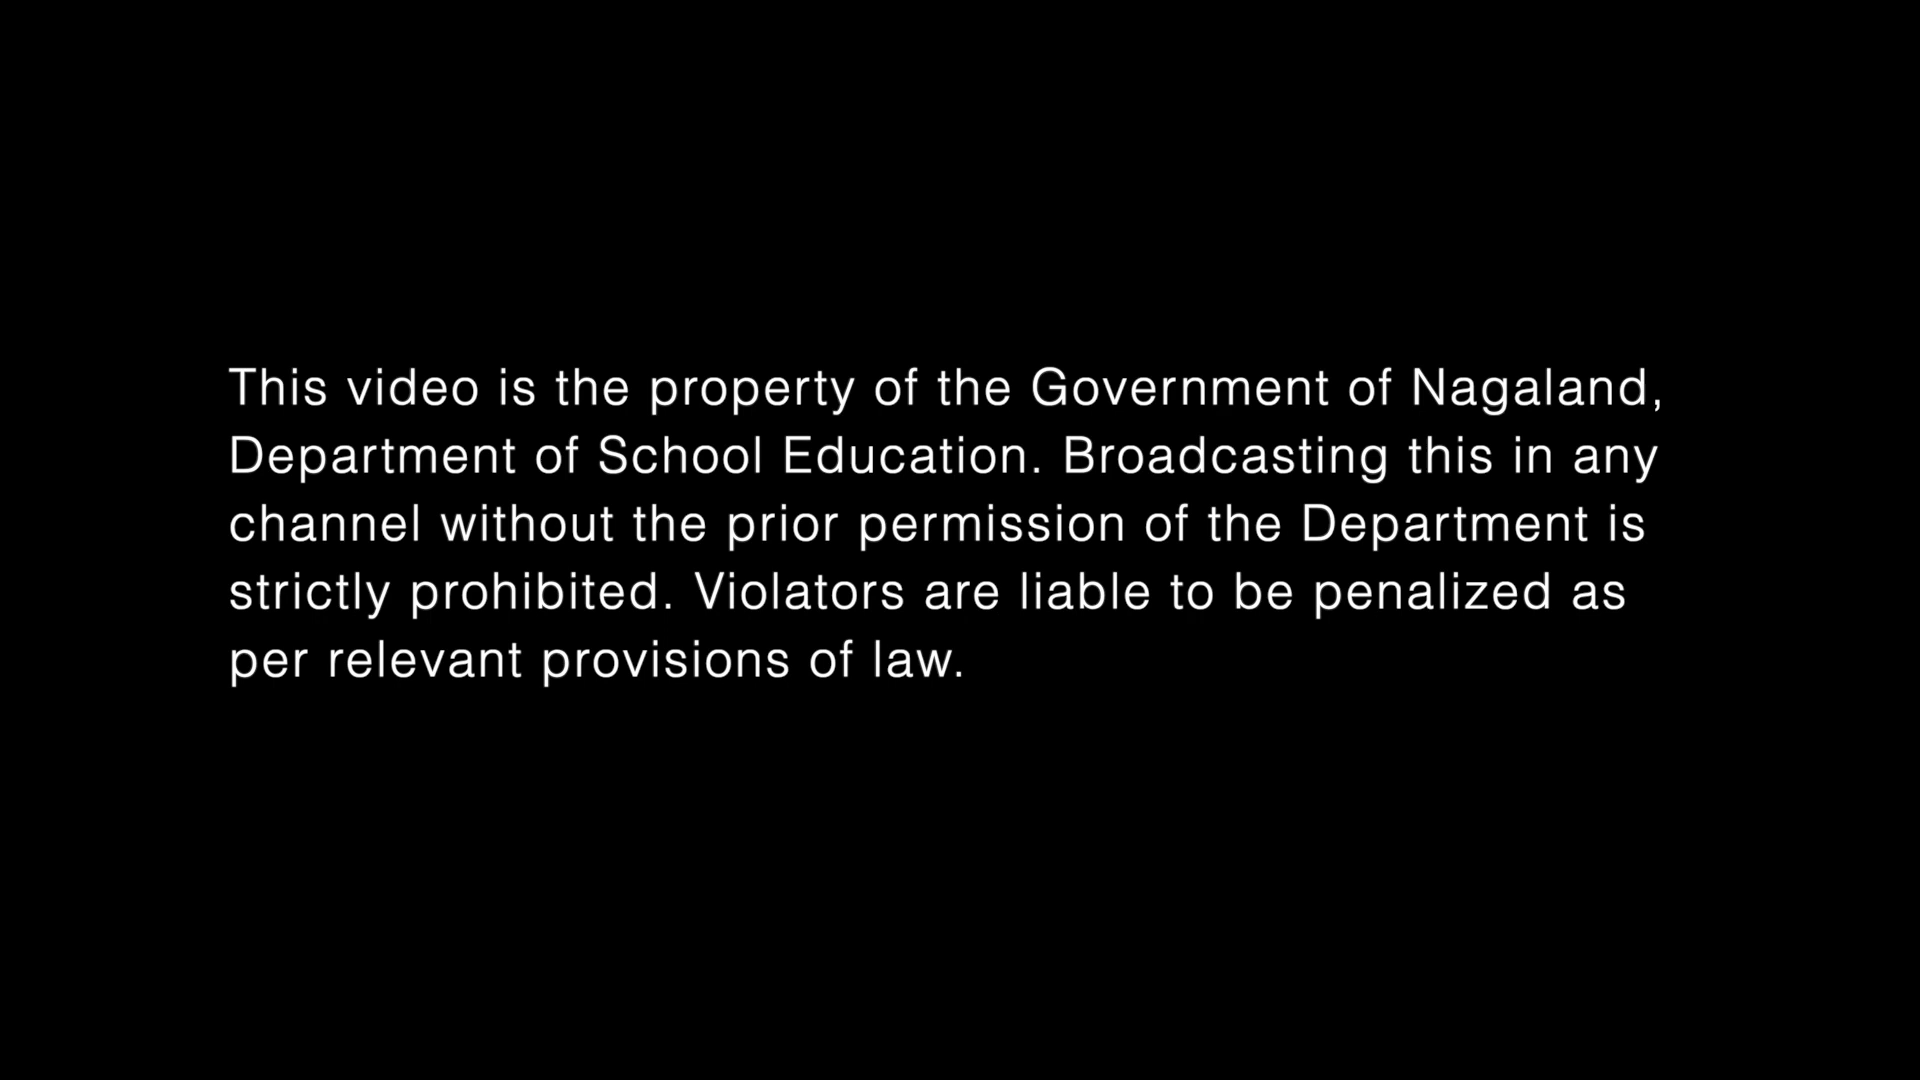 This video is the property of the Government of Nagaland,
Department of School Education. Broadcasting this in any
channel without the prior permission of the Department is
strictly prohibited. Violators are liable to be penalized as
per relevant provisions of law.